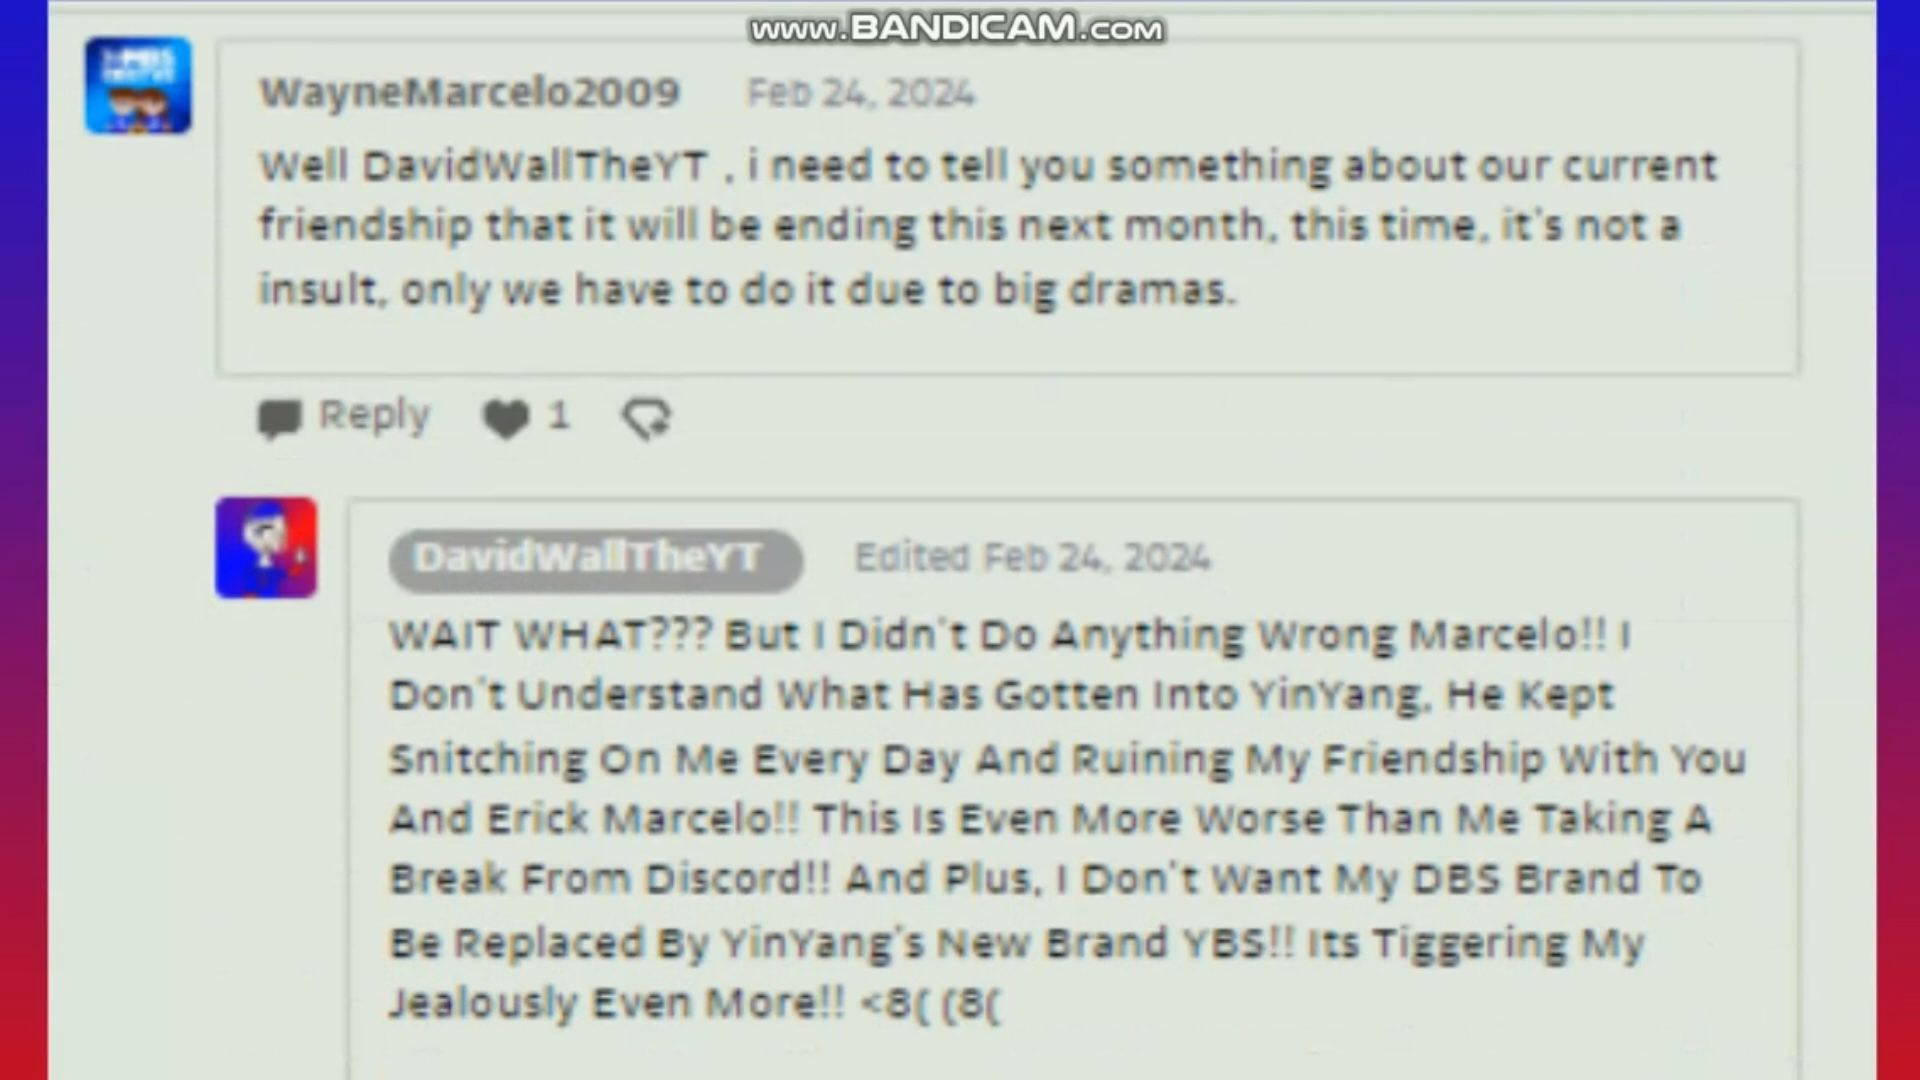 www.BANDICAM.com
WayneMarcelo2009 Feb 24, 2024
Well DavidWallTheYT , i need to tell you something about our current
friendship that it will be ending this next month, this time, it's not a
insult, only we have to do it due to big dramas.
Reply 1
DavidWallTheYT Edited Feb 24, 2024
WAIT WHAT??? But I Didn't Do Anything Wrong Marcelo!! I
Don't Understand What Has Gotten Into YinYang, He Kept
Snitching On Me Every Day And Ruining My Friendship With You
And Erick Marcelo!! This Is Even More Worse Than Me Taking A
Break From Discord!! And Plus, I Don't Want My DBS Brand To
Be Replaced By YinYang's New Brand YBS!! Its Tiggering My
Jealously Even More!! <8( (8(